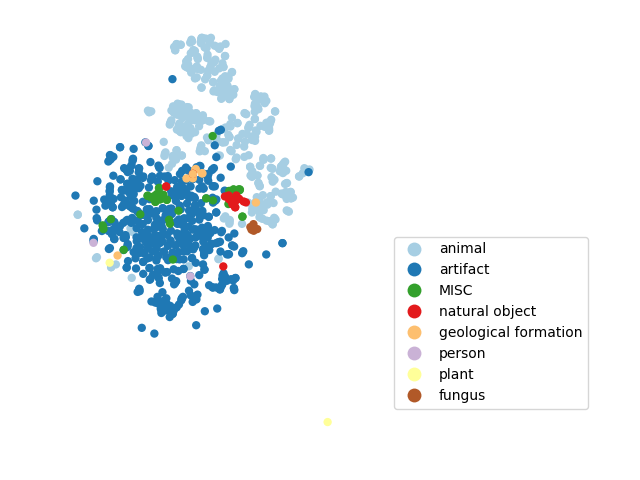 animal
artifact
MISC
natural object
geological formation
person
plant
fungus